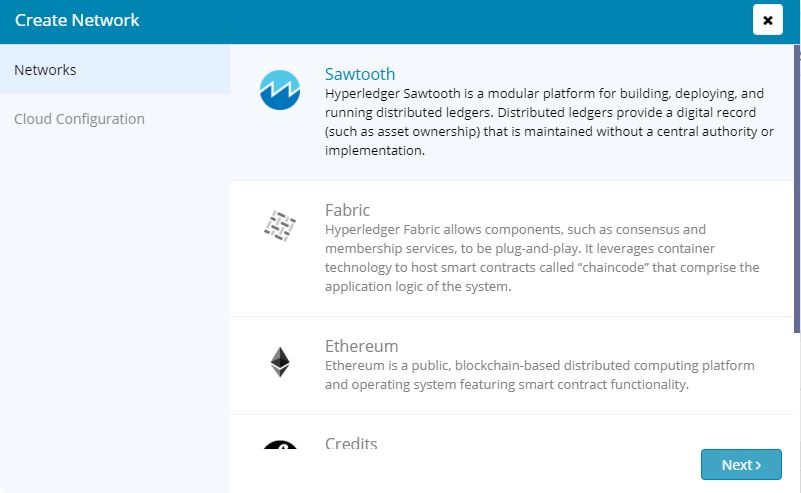 Create Network
Networks
Cloud Configuration
Sawtooth
Hyperledger Sawtooth is a modular platform for building, deploying, and
running distributed ledgers. Distributed ledgers provide a digital record
(such as asset ownership) that is maintained without a central authority or
implementation.
Fabric
Hyperledger Fabric allows components, such as consensus and
membership services, to be plug-and-play. It leverages container
technology to host smart contracts called “chaincode” that comprise the
application logic of the system.
Ethereum
Ethereum is a public, blockchain-based distributed computing platform
and operating system featuring smart contract functionality.
Credits
Next